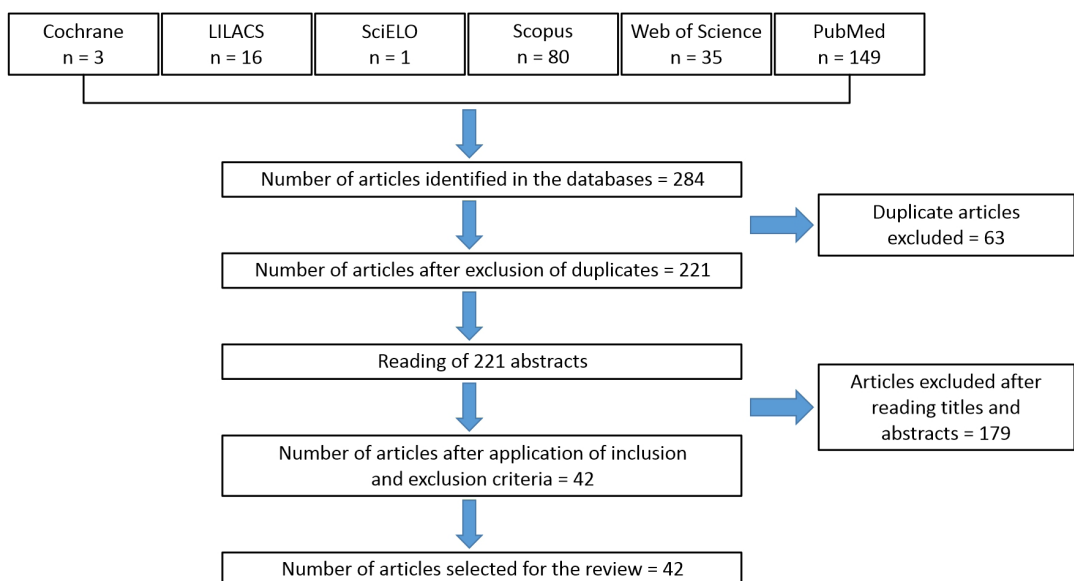 Cochrane
n = 3
LILACS
n = 16
SciELO
n = 1
Scopus
n = 80
Web of Science
n = 35
PubMed
n = 149
Number of articles identified in the databases = 284
Duplicate articles
excluded = 63
Number of articles after exclusion of duplicates = 221
Reading of 221 abstracts
Articles excluded after
reading titles and
abstracts = 179
Number of articles after application of inclusion
and exclusion criteria = 42
Number of articles selected for the review = 42